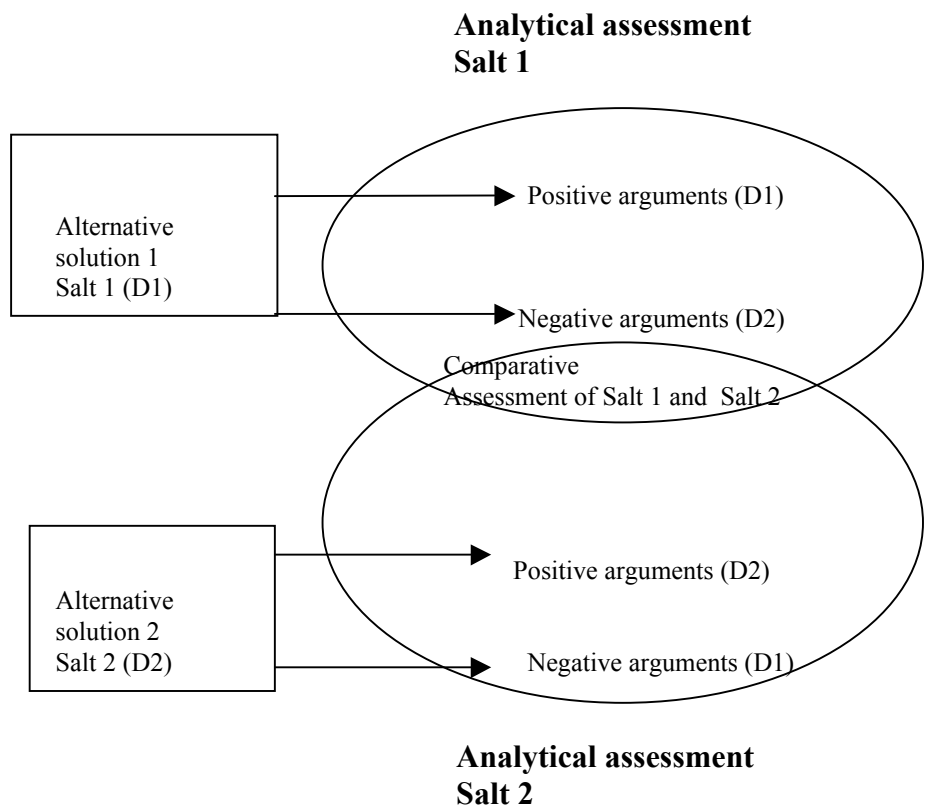 Analytical assessment
Salt 1
Alternative
solution 1
Salt 1 (D1)
Positive arguments (D1)
Negative arguments (D2)
Comparative
Assessment of Salt 1 and Salt 2
Alternative
solution 2
Salt 2 (D2)
Positive arguments (D2)
Negative arguments (D1)
Analytical assessment
Salt 2